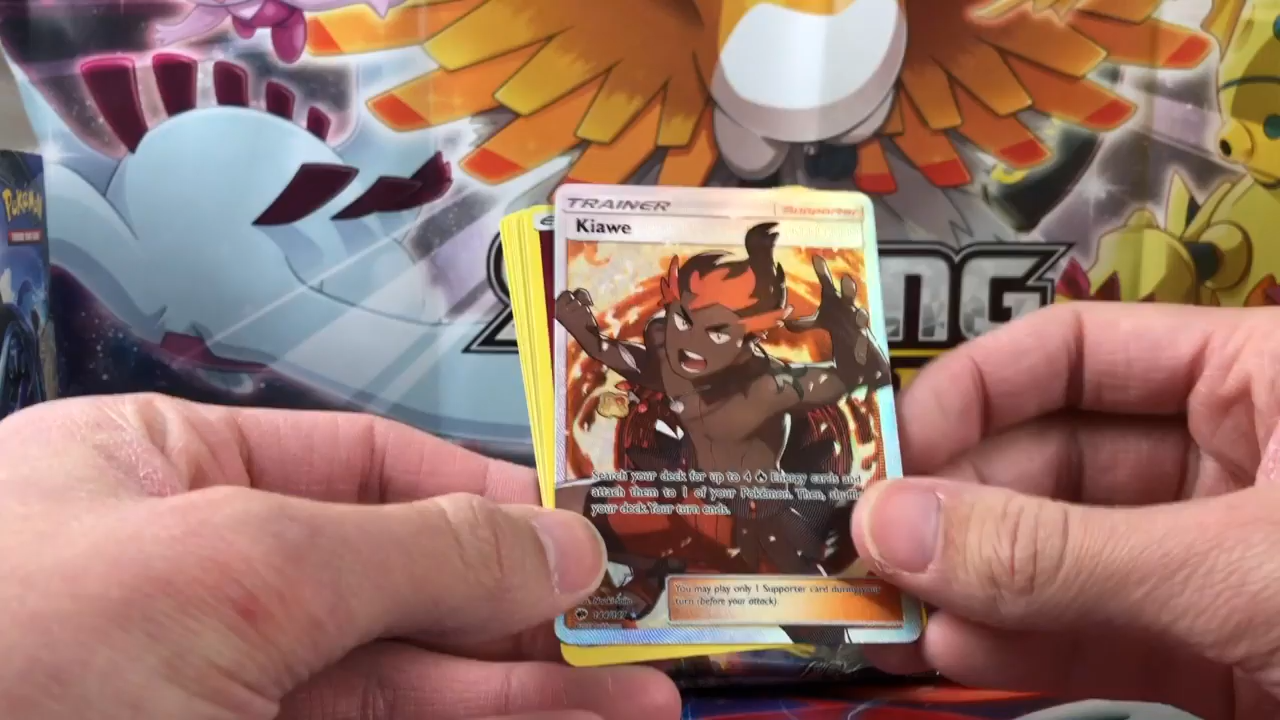 POKÉMON
TRAINER
Supporter
Kiawe
NG
Search your deck for up to 4 Energy cards and
attach them to 1 of your Pokémon. Then, shuffle
your deck. Your turn ends.
You may play only 1 Supporter card during your
turn (before your attack).